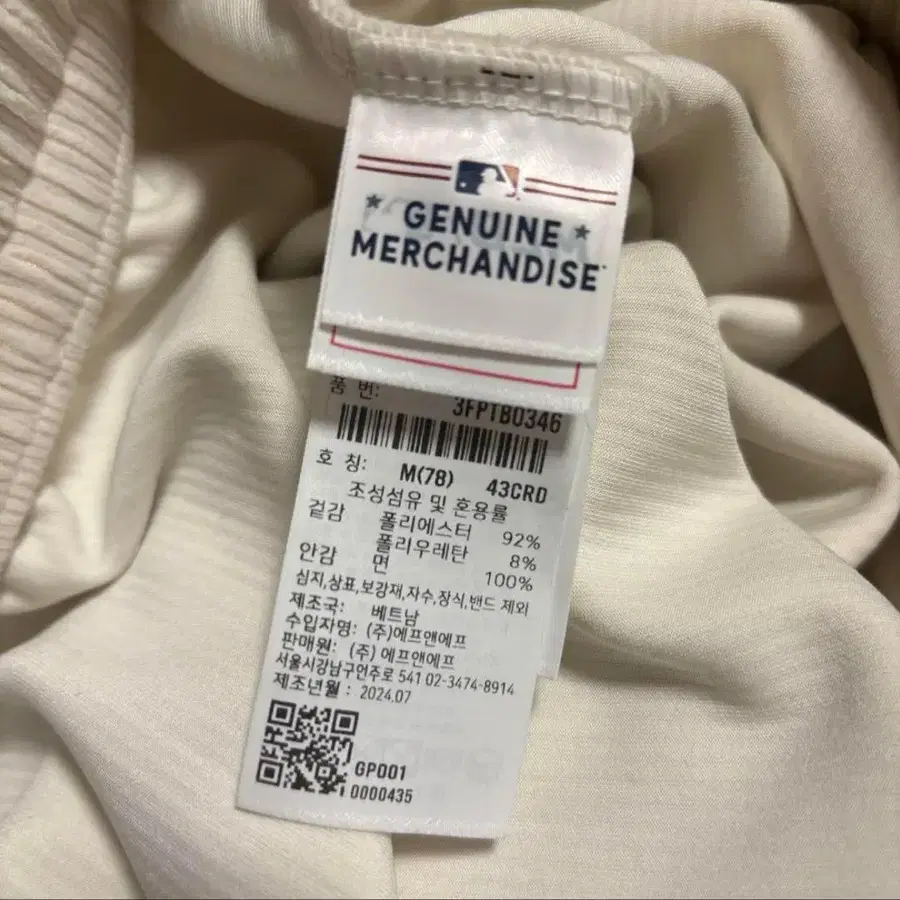 GENUINE
MERCHANDISE
품 번: 3FPTB0346
호 칭: M(78) 43CRD
조성섬유 및 혼용률
겉감 폴리에스터 92%
폴리우레탄 8%
안감 면 100%
심지,상표,보강재,자수,장식,밴드 제외
제조국: 베트남
수입자명: (주)에프앤에프
판매원: (주) 에프앤에프
서울시강남구언주로 541 02-3474-8914
제조년월 : 2024.07
GP001
0000435